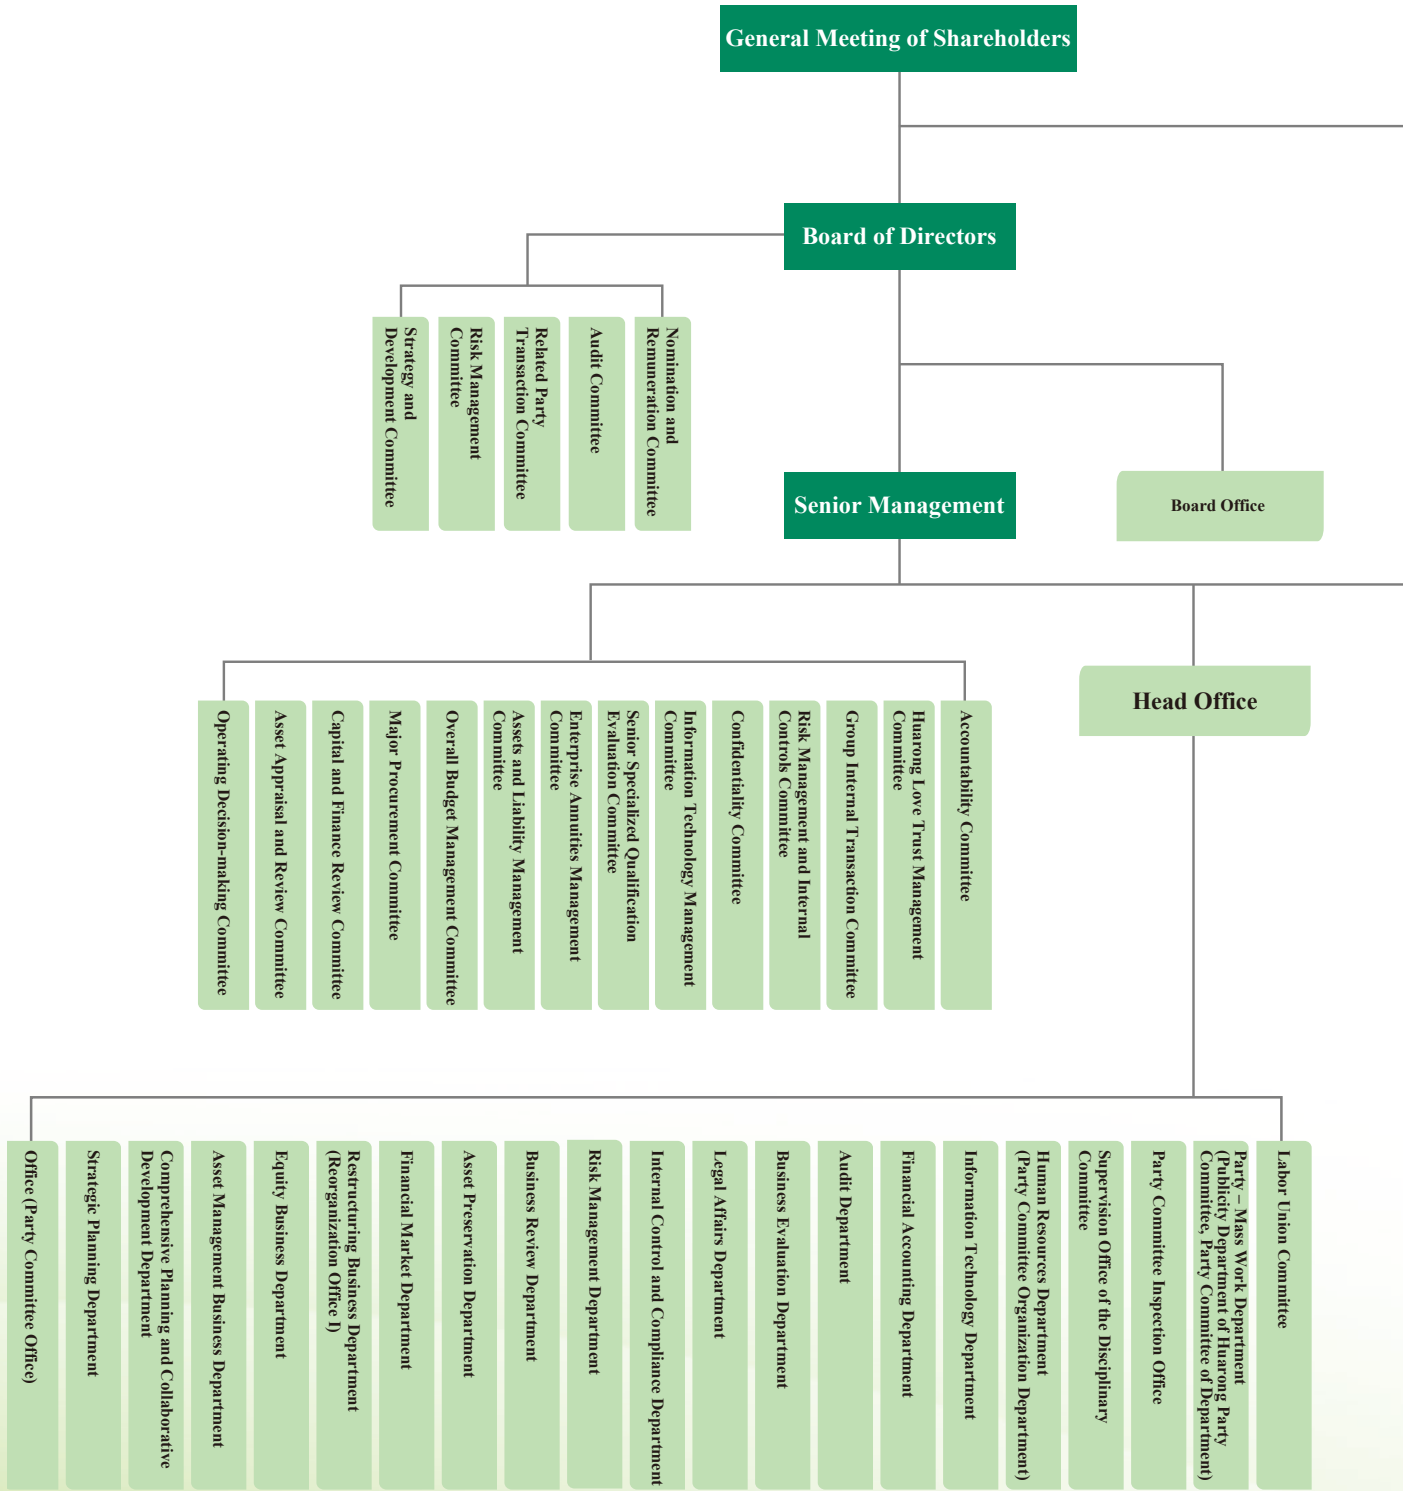 General Meeting of Shareholders
Board of Directors
Strategy and
Development Committee
Risk Management
Committee
Related Party
Transaction Committee
Audit Committee
Nomination and
Remuneration Committee
Senior Management
Board Office
Head Office
Operating Decision-making Committee
Asset Appraisal and Review Committee
Capital and Finance Review Committee
Major Procurement Committee
Overall Budget Management Committee
Assets and Liability Management
Committee
Enterprise Annuities Management
Committee
Senior Specialized Qualification
Evaluation Committee
Information Technology Management
Committee
Confidentiality Committee
Risk Management and Internal
Controls Committee
Group Internal Transaction Committee
Huarong Love Trust Management
Committee
Accountability Committee
Office (Party Committee Office)
Strategic Planning Department
Comprehensive Planning and Collaborative
Development Department
Asset Management Business Department
Equity Business Department
Restructuring Business Department
(Reorganization Office I)
Financial Market Department
Asset Preservation Department
Business Review Department
Risk Management Department
Internal Control and Compliance Department
Legal Affairs Department
Business Evaluation Department
Audit Department
Financial Accounting Department
Information Technology Department
Human Resources Department
(Party Committee Organization Department)
Supervision Office of the Disciplinary
Committee
Party Committee Inspection Office
Party – Mass Work Department
(Publicity Department of Huarong Party
Committee, Party Committee of Department)
Labor Union Committee